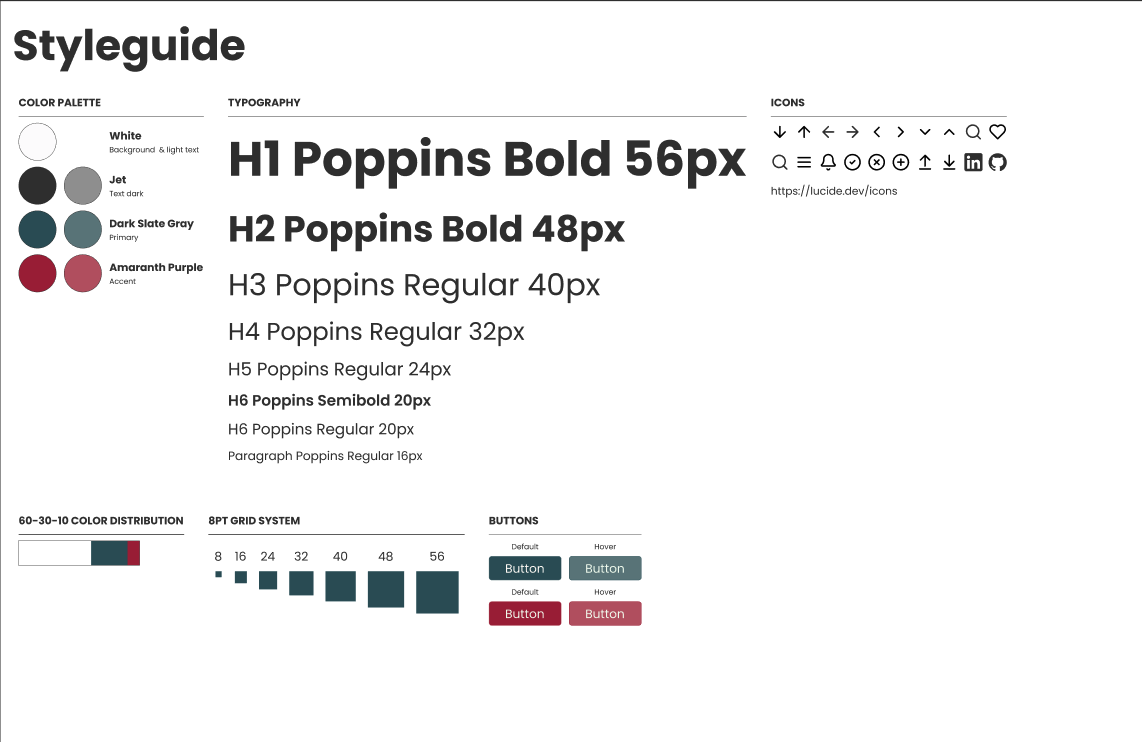 Styleguide
COLOR PALETTE
White
Background & light text
Jet
Text dark
Dark Slate Gray
Primary
Amaranth Purple
Accent
TYPOGRAPHY
H1 Poppins Bold 56px
H2 Poppins Bold 48px
H3 Poppins Regular 40px
H4 Poppins Regular 32px
H5 Poppins Regular 24px
H6 Poppins Semibold 20px
H6 Poppins Regular 20px
Paragraph Poppins Regular 16px
ICONS
in
https://lucide.dev/icons
60-30-10 COLOR DISTRIBUTION
8PT GRID SYSTEM
8 16 24 32 40 48 56
BUTTONS
Default Hover
Button Button
Default Hover
Button Button